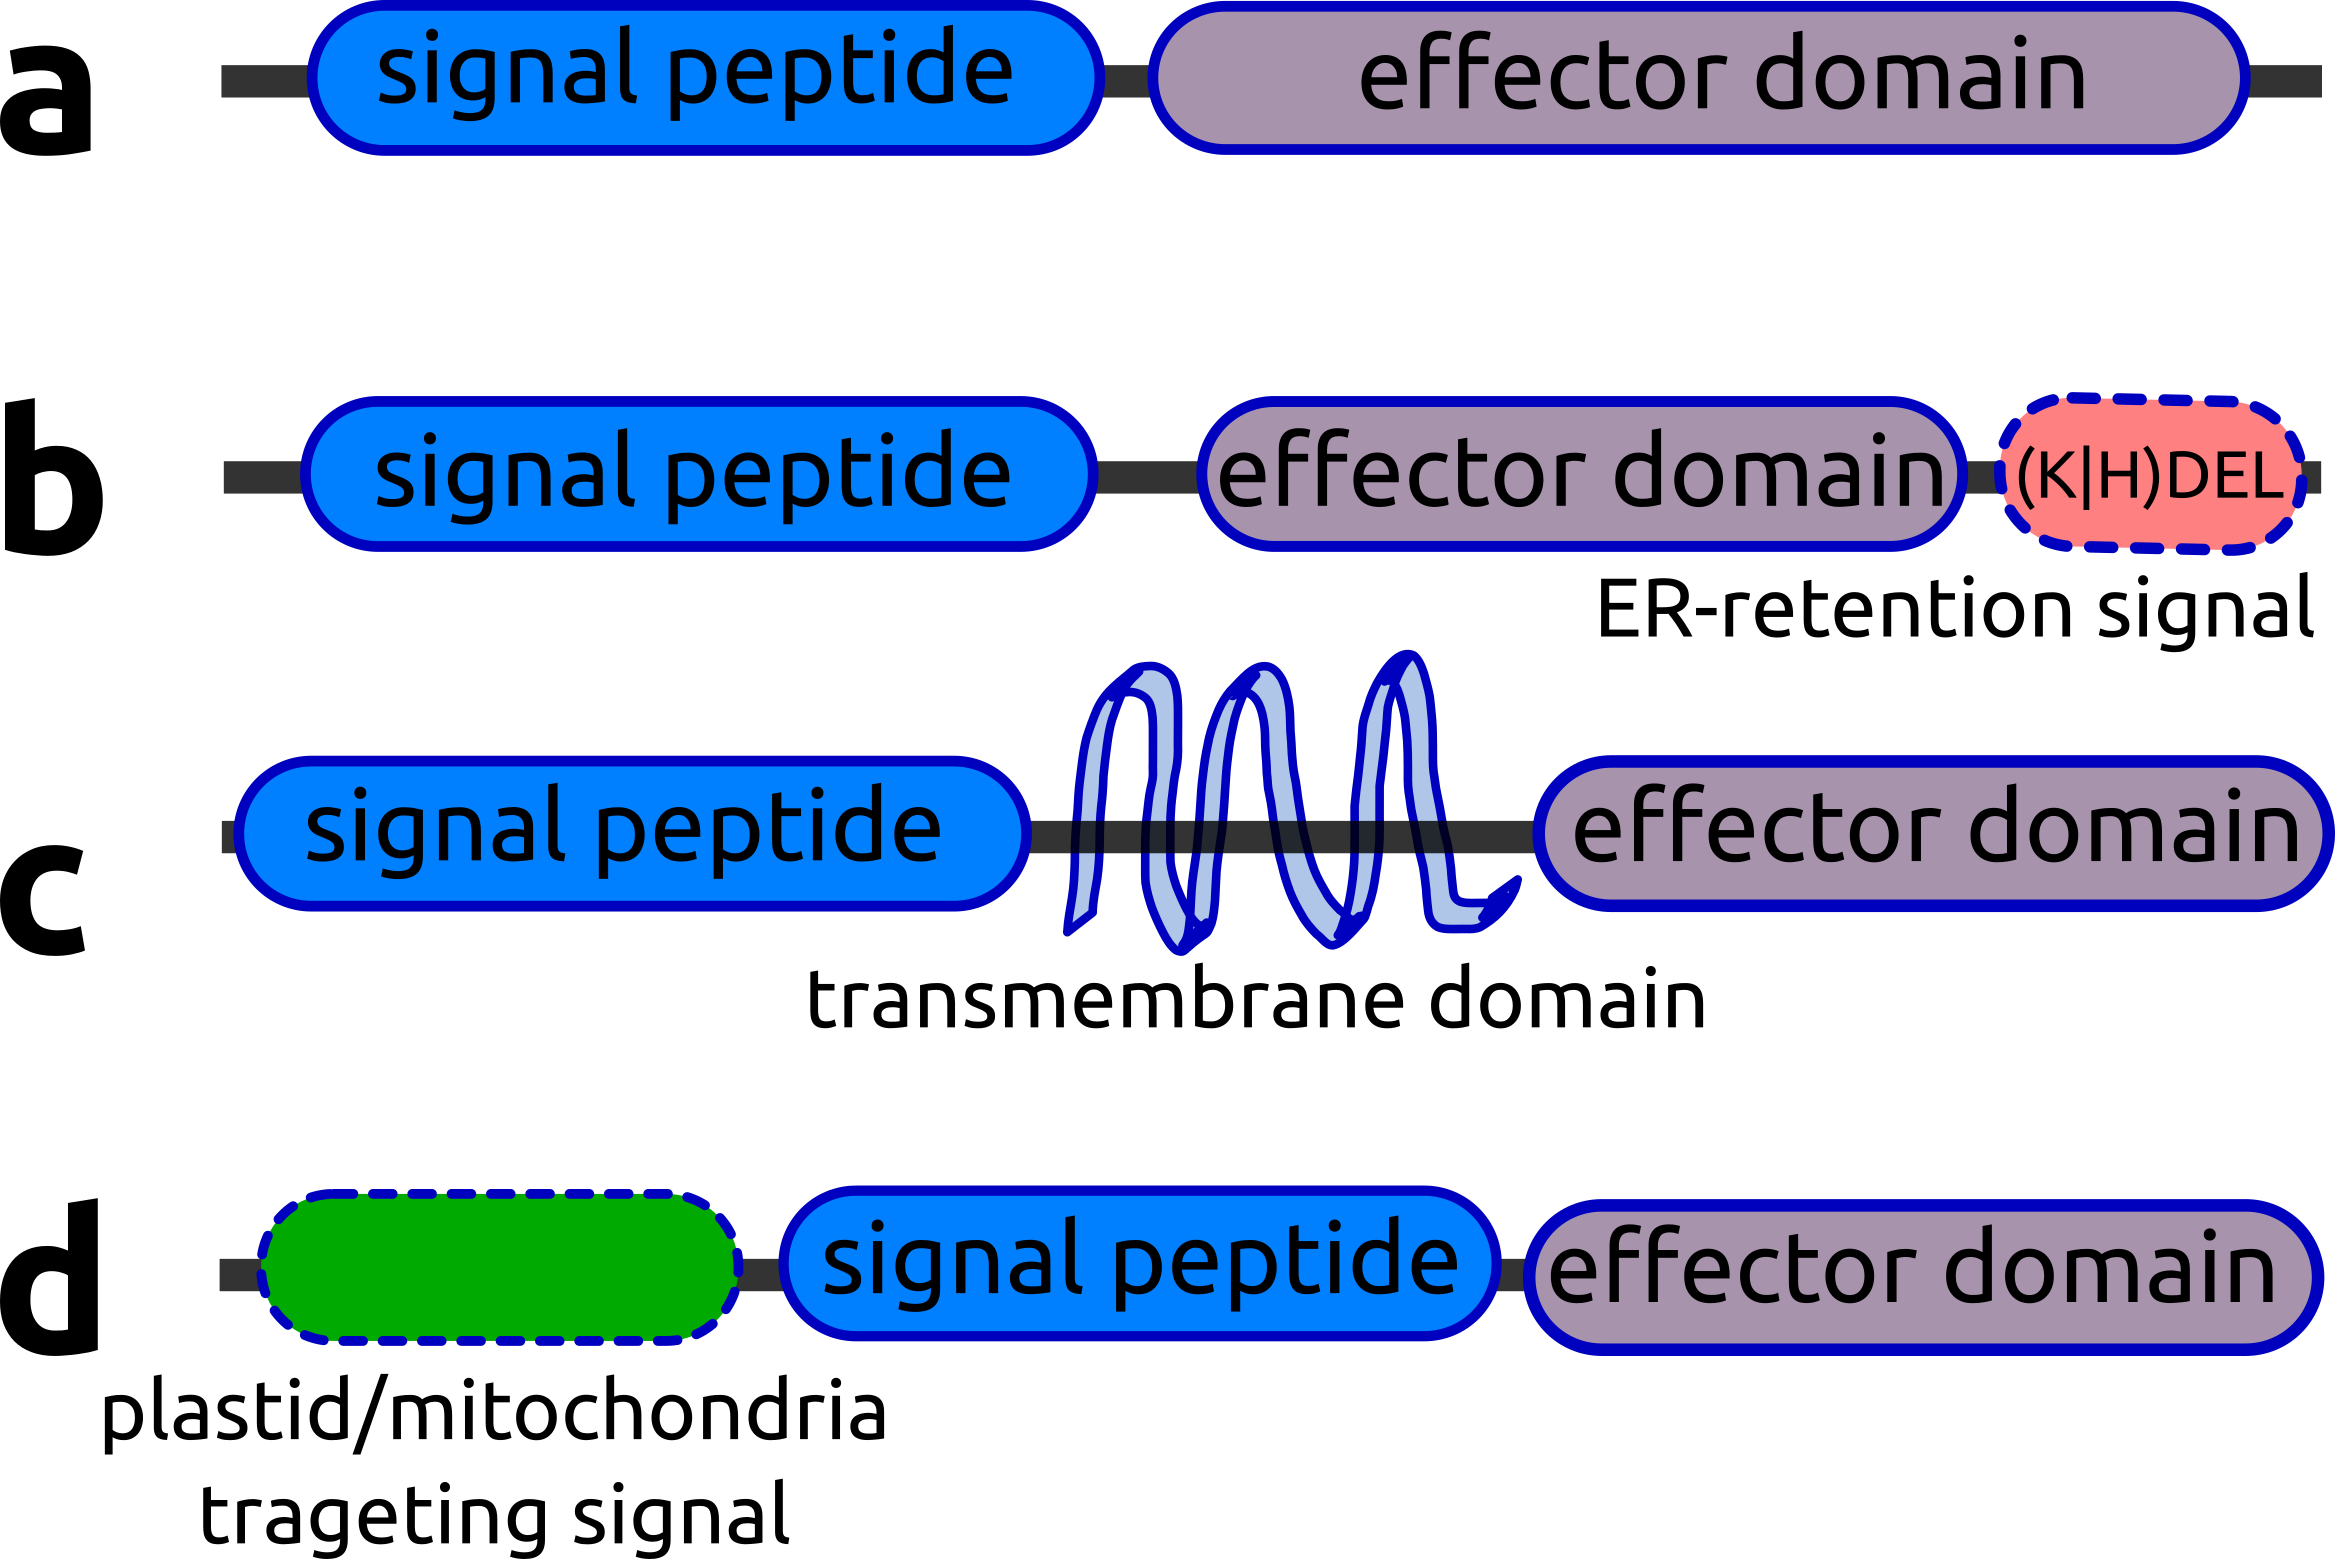 a
signal peptide
effector domain
b
signal peptide
effector domain
(K|H)DEL
ER-retention signal
c
signal peptide
effector domain
transmembrane domain
d
signal peptide
effector domain
plastid/mitochondria
trageting signal